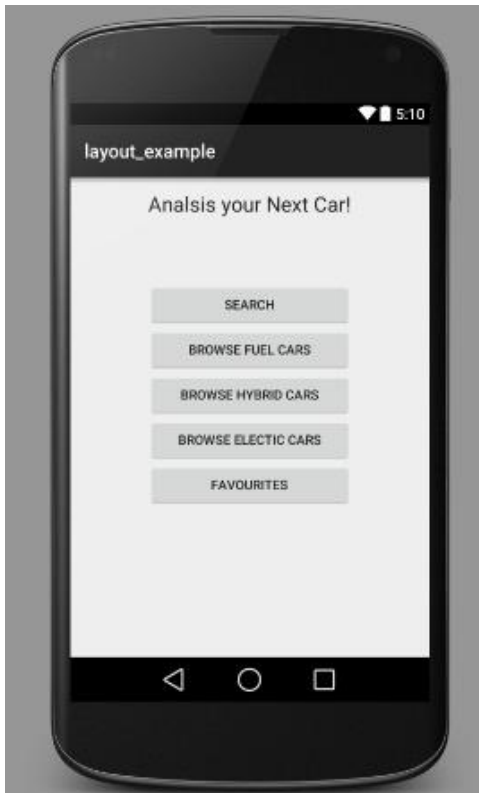 5:10
layout_example
Analsis your Next Car!
SEARCH
BROWSE FUEL CARS
BROWSE HYBRID CARS
BROWSE ELECTIC CARS
FAVOURITES